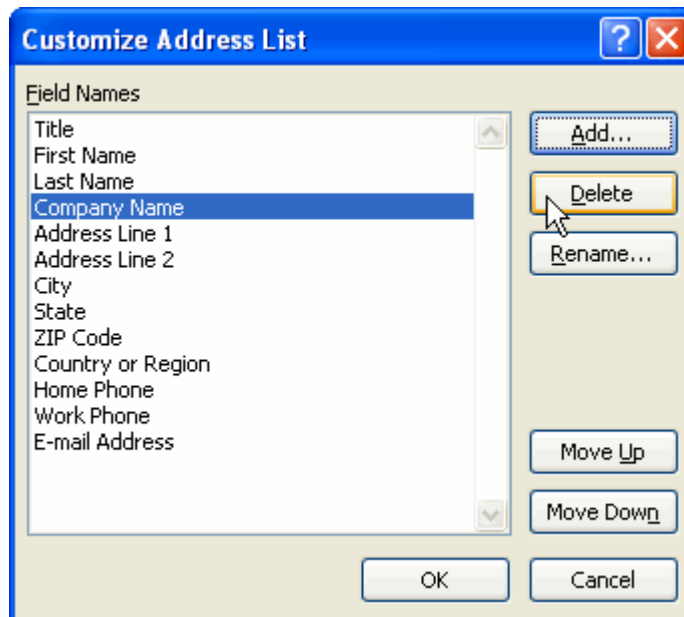 Customize Address List
?
Field Names
Title
First Name
Last Name
Company Name
Address Line 1
Address Line 2
City
State
ZIP Code
Country or Region
Home Phone
Work Phone
E-mail Address
Add...
Delete
Rename...
Move Up
Move Down
OK
Cancel